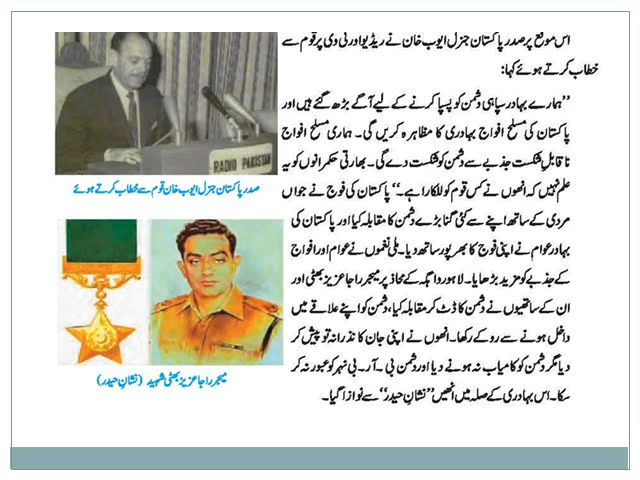 اس موقع پر صدر پاکستان جنرل ایوب خان نے ریڈیو اور ٹی وی پر قوم سے
خطاب کرتے ہوئے کہا:
’’ہمارے بہادر سپاہی دشمن کو پسپا کرنے کے لیے آگے بڑھ گئے ہیں اور
پاکستان کی مسلح افواج بہادری کا مظاہرہ کریں گی۔ ہماری مسلح افواج
ناقابلِ شکست جذبے سے دشمن کو شکست دے گی۔ بھارتی حکمرانوں کو یہ
علم نہیں کہ انھوں نے کس قوم کو للکارا ہے۔‘‘ پاکستان کی فوج نے جواں
مردی کے ساتھ اپنے سے کئی گنا بڑے دشمن کا مقابلہ کیا اور پاکستان کی
بہادر عوام نے اپنی فوج کا بھرپور ساتھ دیا۔ ملی نغموں نے عوام اور افواج
کے جذبے کو مزید بڑھایا۔ لاہور واہگہ کے محاذ پر میجر راجا عزیز بھٹی اور
ان کے ساتھیوں نے دشمن کا ڈٹ کر مقابلہ کیا، دشمن کو اپنے علاقے میں
داخل ہونے سے روکے رکھا۔ انھوں نے اپنی جان کا نذرانہ تو پیش کر
دیا مگر دشمن کو کامیاب نہ ہونے دیا اور دشمن بی۔ آر۔ بی نہر کو عبور نہ کر
سکا۔ اس بہادری کے صلہ میں انھیں ’’نشانِ حیدر‘‘ سے نوازا گیا۔
RADIO PAKISTAN
صدر پاکستان جنرل ایوب خان قوم سے خطاب کرتے ہوئے
میجر راجا عزیز بھٹی شہید (نشانِ حیدر)